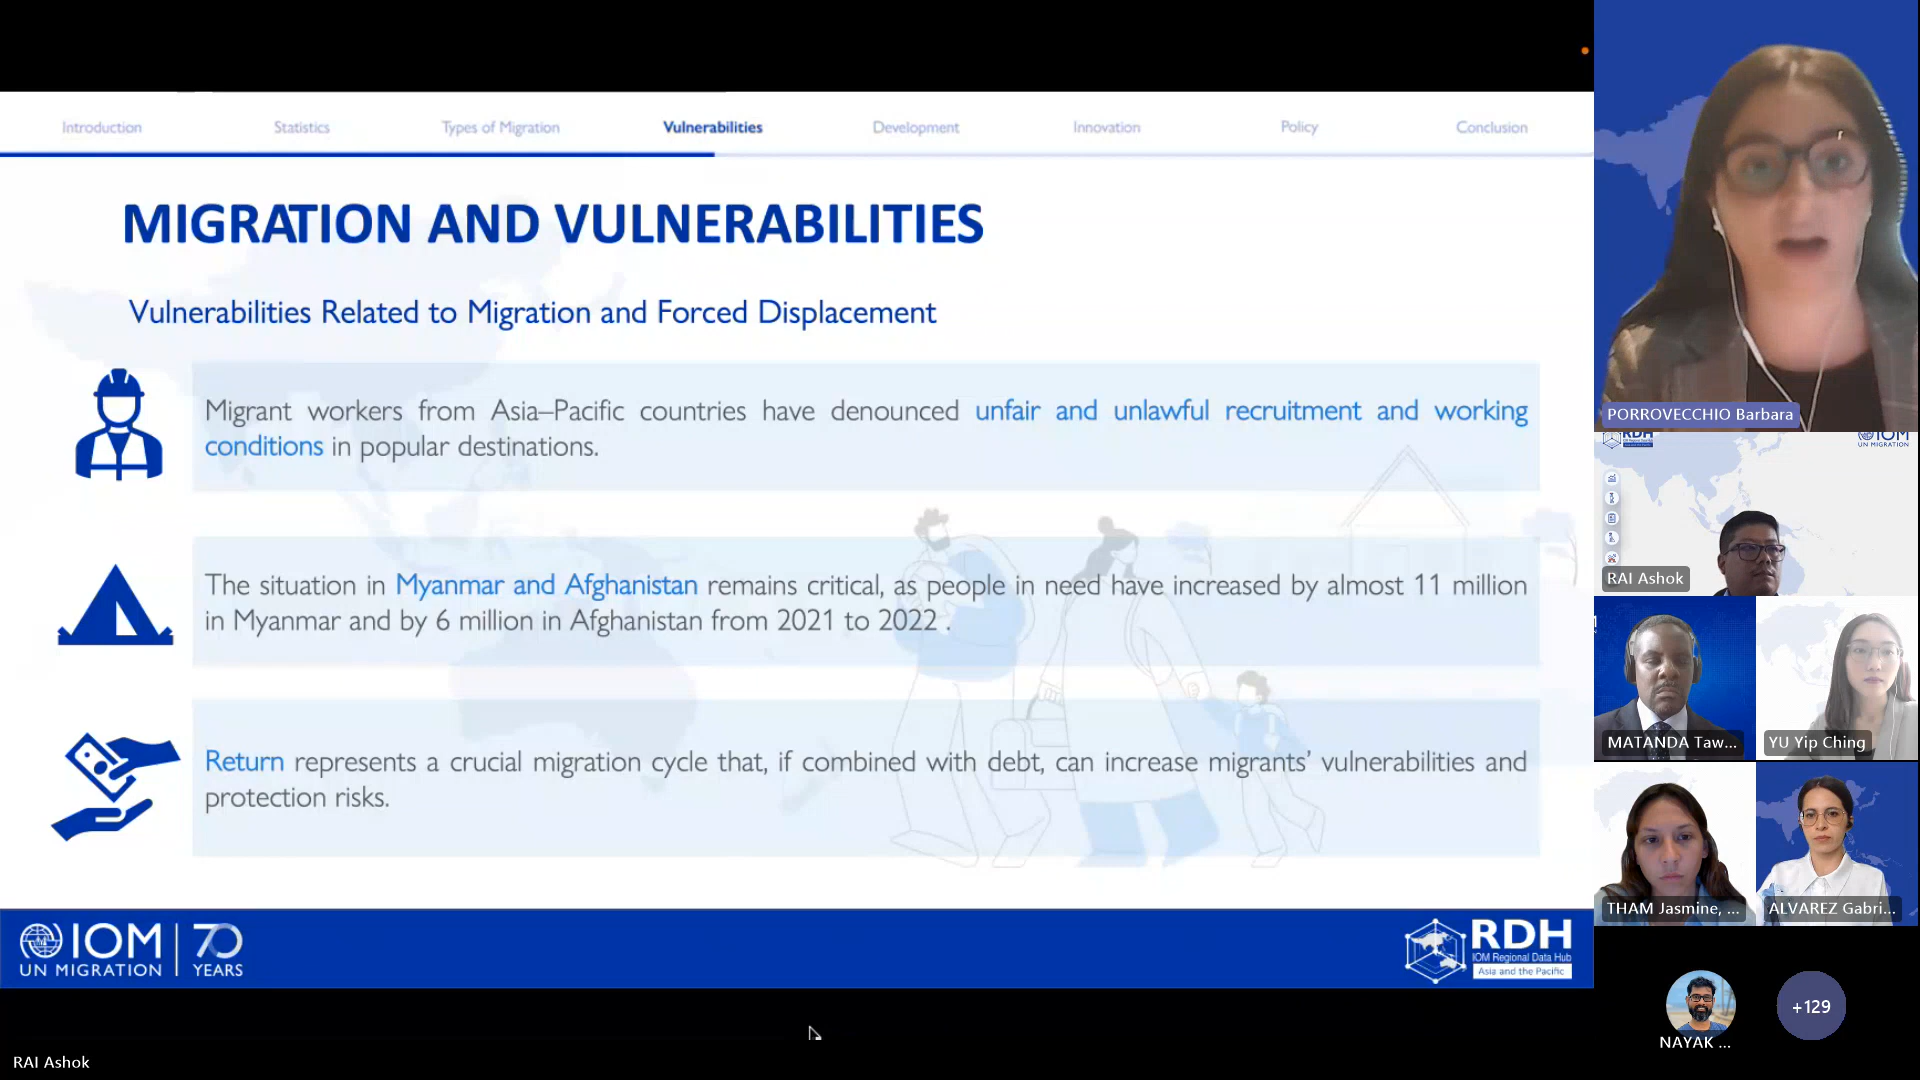 Introduction
Statistics
Types of Migration
Vulnerabilities
Development
Innovation
Policy
Conclusion
MIGRATION AND VULNERABILITIES
Vulnerabilities Related to Migration and Forced Displacement
Migrant workers from Asia–Pacific countries have denounced unfair and unlawful recruitment and working
conditions in popular destinations.
The situation in Myanmar and Afghanistan remains critical, as people in need have increased by almost 11 million
in Myanmar and by 6 million in Afghanistan from 2021 to 2022 .
Return represents a crucial migration cycle that, if combined with debt, can increase migrants’ vulnerabilities and
protection risks.
IOM
UN MIGRATION
70
YEARS
RDH
IOM Regional Data Hub
Asia and the Pacific
RAI Ashok
PORROVECCHIO Barbara
RDH
IOM
UN MIGRATION
RAI Ashok
MATANDA Taw...
YU Yip Ching
THAM Jasmine, ...
ALVAREZ Gabri...
NAYAK ...
+129